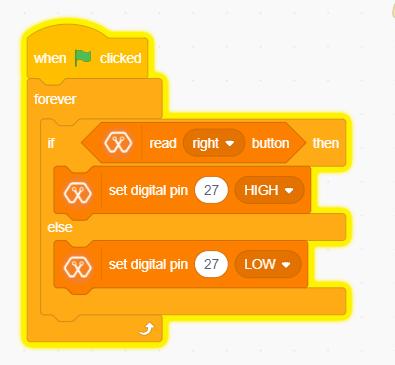 when clicked
forever
if read right button then
set digital pin 27 HIGH
else
set digital pin 27 LOW